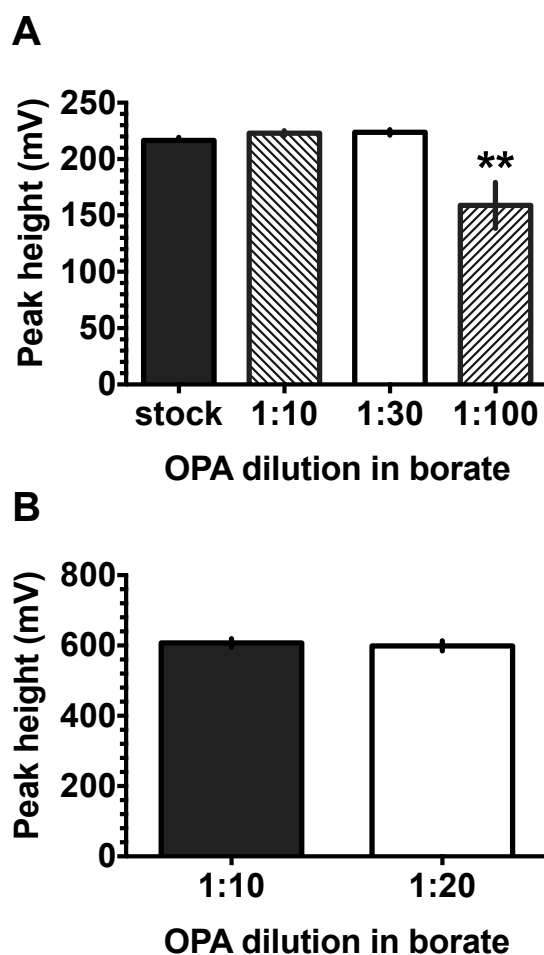 A
Peak height (mV)
250
200
150
100
50
0
**
stock 1:10 1:30 1:100
OPA dilution in borate
B
Peak height (mV)
800
600
400
200
0
1:10 1:20
OPA dilution in borate